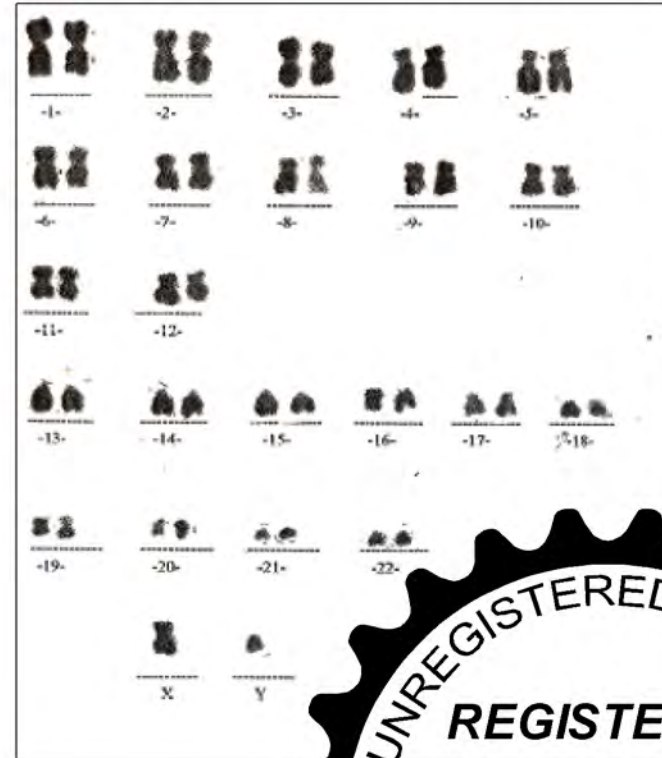 -1- -2- -3- -4- -5-
-6- -7- -8- -9- -10-
-11- -12-
-13- -14- -15- -16- -17- -18-
-19- -20- -21- -22-
X Y
UNREGISTERED
REGISTE